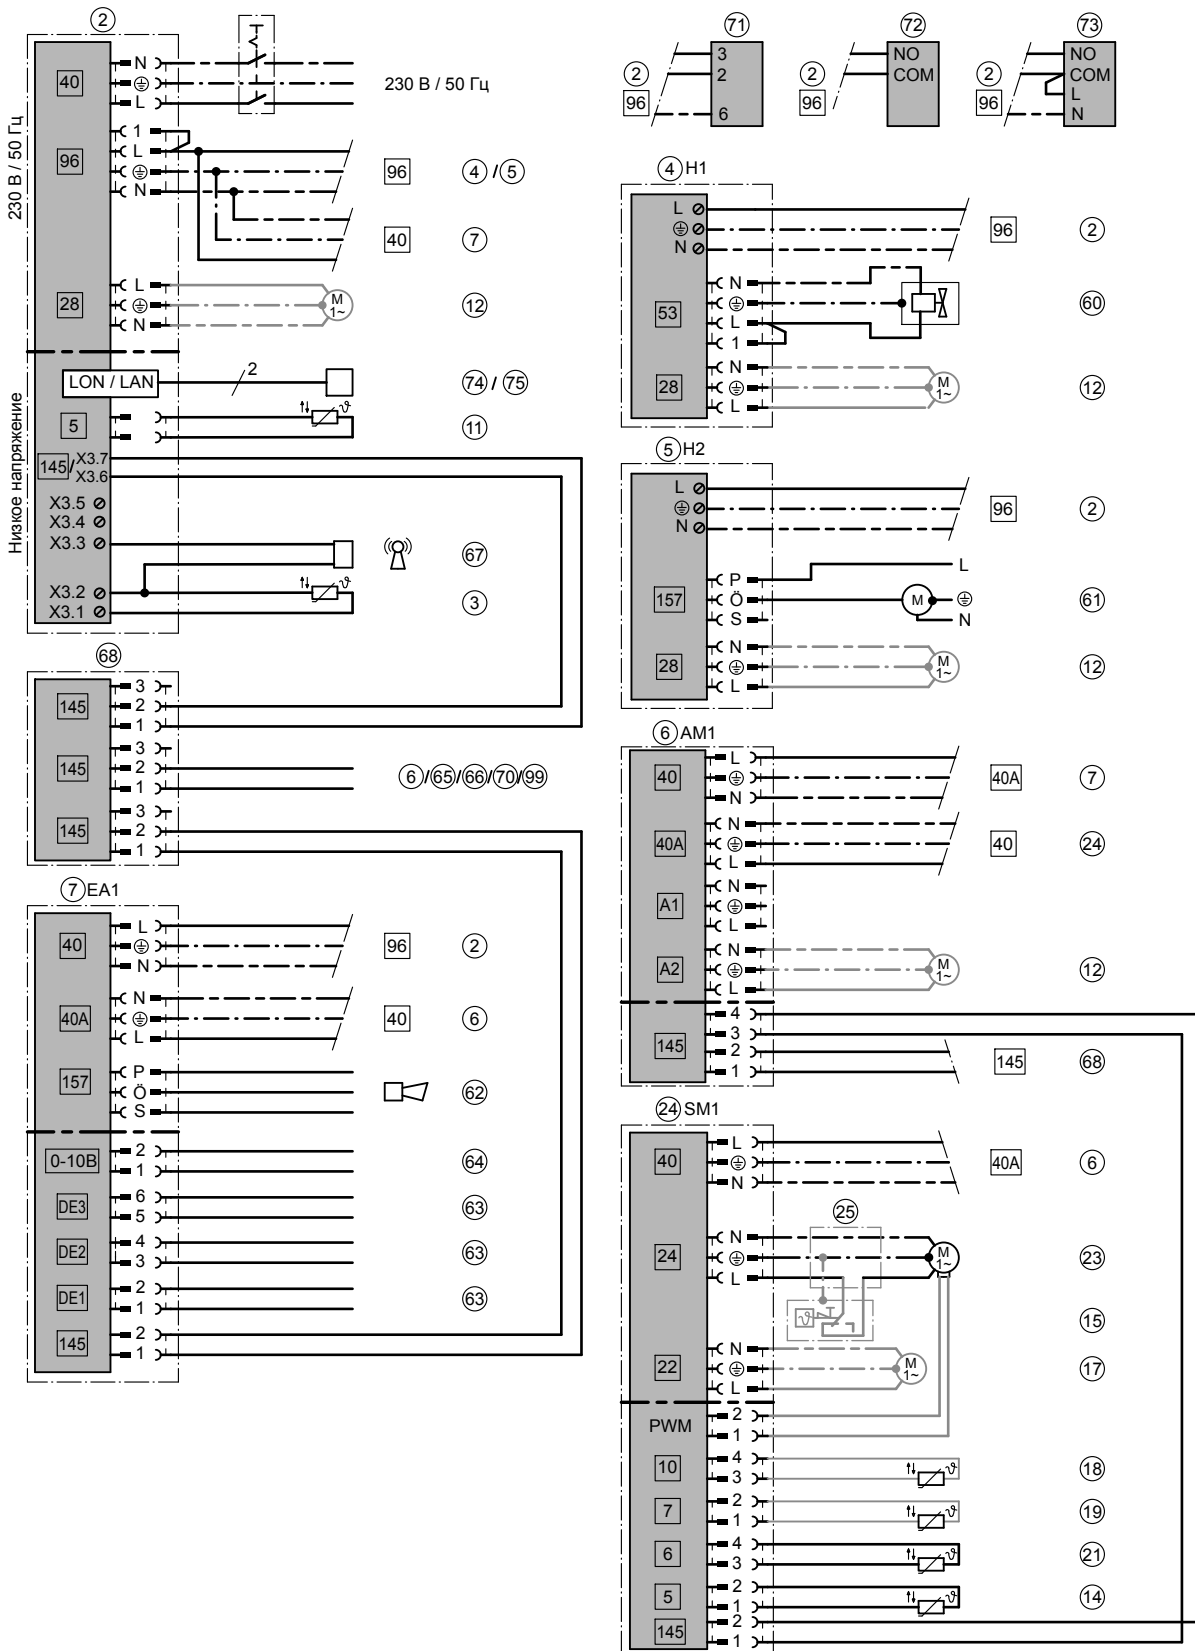 2
230 В / 50 Гц
Низкое напряжение
40
N
L
230 В / 50 Гц
96
1
L
N
96
4 / 5
40
7
28
L
N
M
1~
12
LON / LAN
2
74 / 75
5
ϑ
11
145 / X3.7
X3.6
X3.5
X3.4
X3.3
67
X3.2
ϑ
X3.1
3
68
145
3
2
1
145
3
2
1
6/65/66/70/99
145
3
2
1
7 EA1
40
L
N
96
2
40A
N
L
40
6
157
P
Ö
S
62
0-10В
2
1
64
DE3
6
5
63
DE2
4
3
63
DE1
2
1
63
145
2
1
71
2
96
3
2
6
72
2
96
NO
COM
73
2
96
NO
COM
L
N
4 H1
L
N
96
2
53
N
L
1
60
28
N
L
M
1~
12
5 H2
L
N
96
2
157
P
Ö
S
L
M
N
61
28
N
L
M
1~
12
6 AM1
40
L
N
40A
7
40A
N
L
40
24
A1
N
L
A2
N
L
M
1~
12
145
4
3
2
1
145
68
24 SM1
40
L
N
40A
6
25
24
N
L
M
1~
23
ϑ
15
22
N
L
M
1~
17
PWM
2
1
10
4
3
ϑ
18
7
2
1
ϑ
19
6
4
3
ϑ
21
5
2
1
ϑ
14
145
2
1